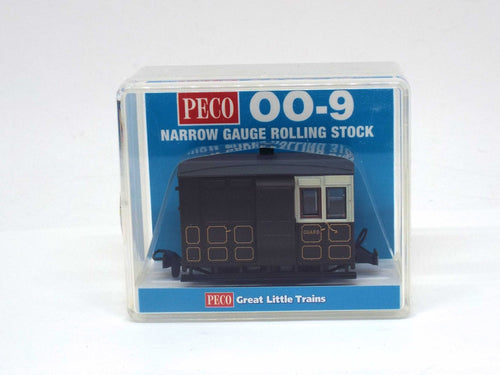 PECO OO-9
NARROW GAUGE ROLLING STOCK
GUARD
PECO Great Little Trains